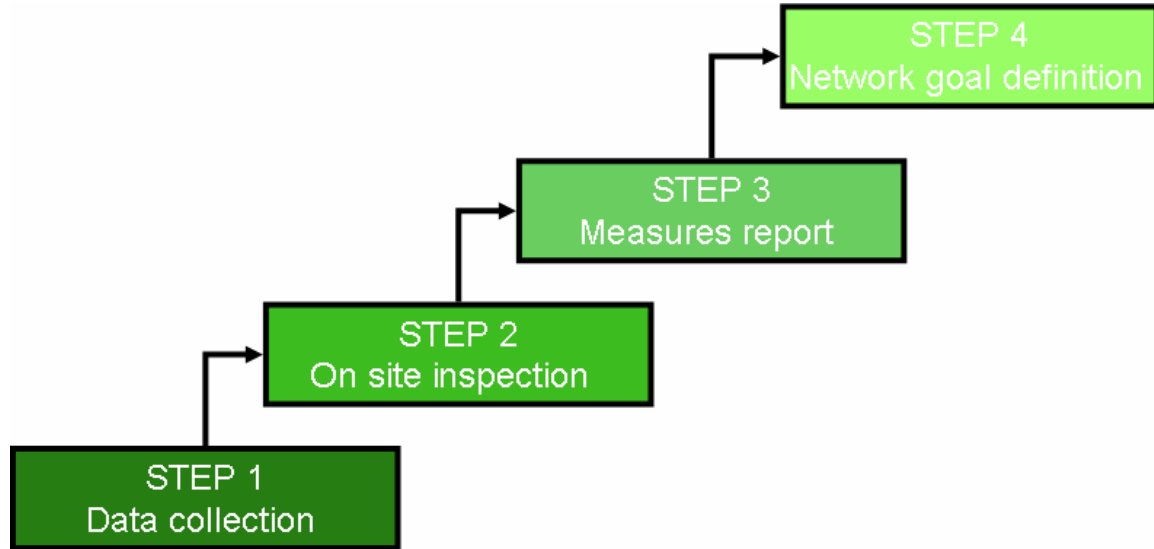 STEP 4
Network goal definition
STEP 3
Measures report
STEP 2
On site inspection
STEP 1
Data collection